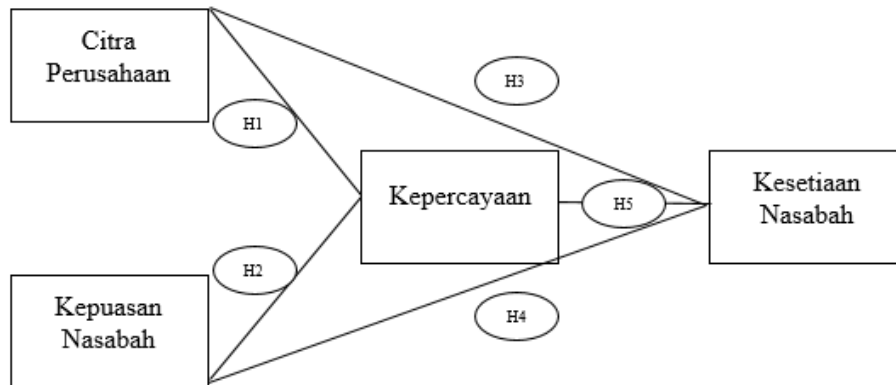 Citra
Perusahaan
H3
H1
Kepercayaan
H5
Kesetiaan
Nasabah
H2
Kepuasan
Nasabah
H4